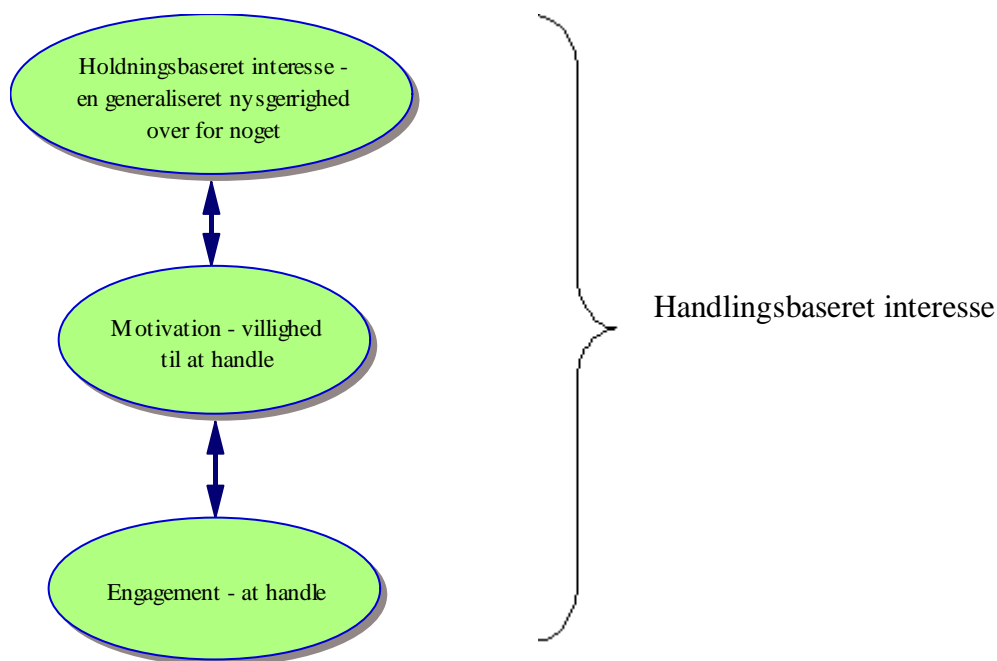 Holdningsbaseret interesse -
en generaliseret nysgerrighed
over for noget
Motivation - villighed
til at handle
Handlingsbaseret interesse
Engagement - at handle